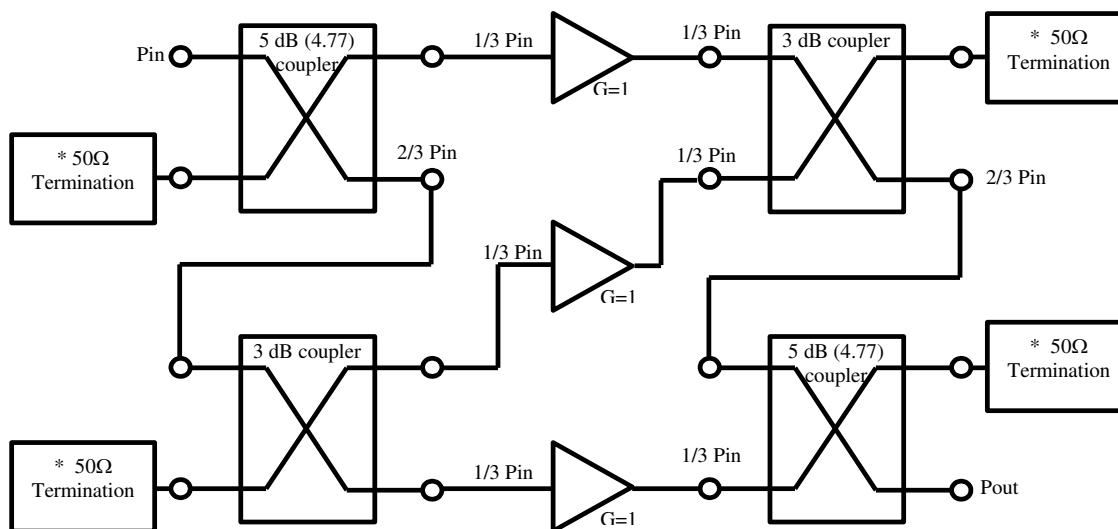 Pin
5 dB (4.77)
coupler
1/3 Pin
G=1
1/3 Pin
3 dB coupler
* 50Ω
Termination
* 50Ω
Termination
2/3 Pin
1/3 Pin
2/3 Pin
1/3 Pin
G=1
3 dB coupler
5 dB (4.77)
coupler
* 50Ω
Termination
* 50Ω
Termination
1/3 Pin
G=1
1/3 Pin
Pout